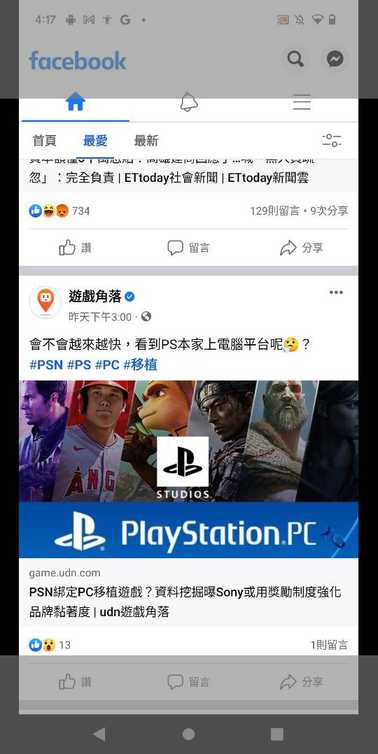 4:17
facebook
首頁
最愛
最新
忽」：完全負責 | ETtoday社會新聞 | ETtoday新聞雲
734
129則留言・9次分享
讚
留言
分享
遊戲角落
昨天下午3:00
會不會越來越快，看到PS本家上電腦平台呢🤔？
#PSN #PS #PC #移植
ANG
STUDIOS
PlayStation.PC
game.udn.com
PSN綁定PC移植遊戲？資料挖掘曝Sony或用獎勵制度強化
品牌黏著度 | udn遊戲角落
13
1則留言
讚
留言
分享